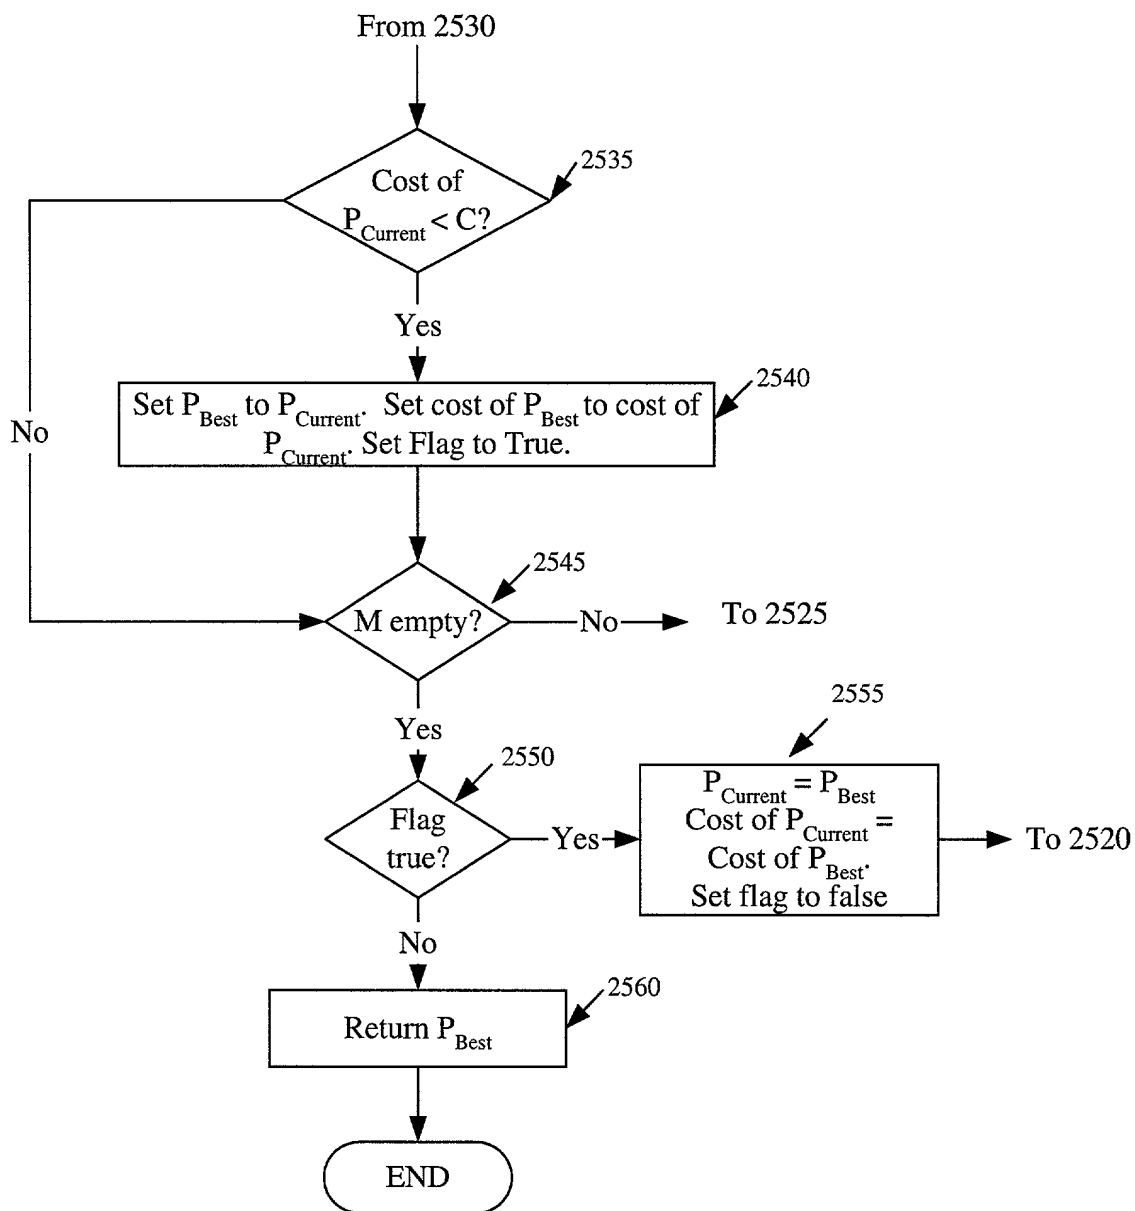 From 2530
2535
Cost of
P_Current < C?
Yes
2540
Set P_Best to P_Current. Set cost of P_Best to cost of
P_Current. Set Flag to True.
No
2545
M empty?
No
To 2525
Yes
2555
2550
Flag
true?
Yes
P_Current = P_Best
Cost of P_Current =
Cost of P_Best.
Set flag to false
To 2520
No
2560
Return P_Best
END